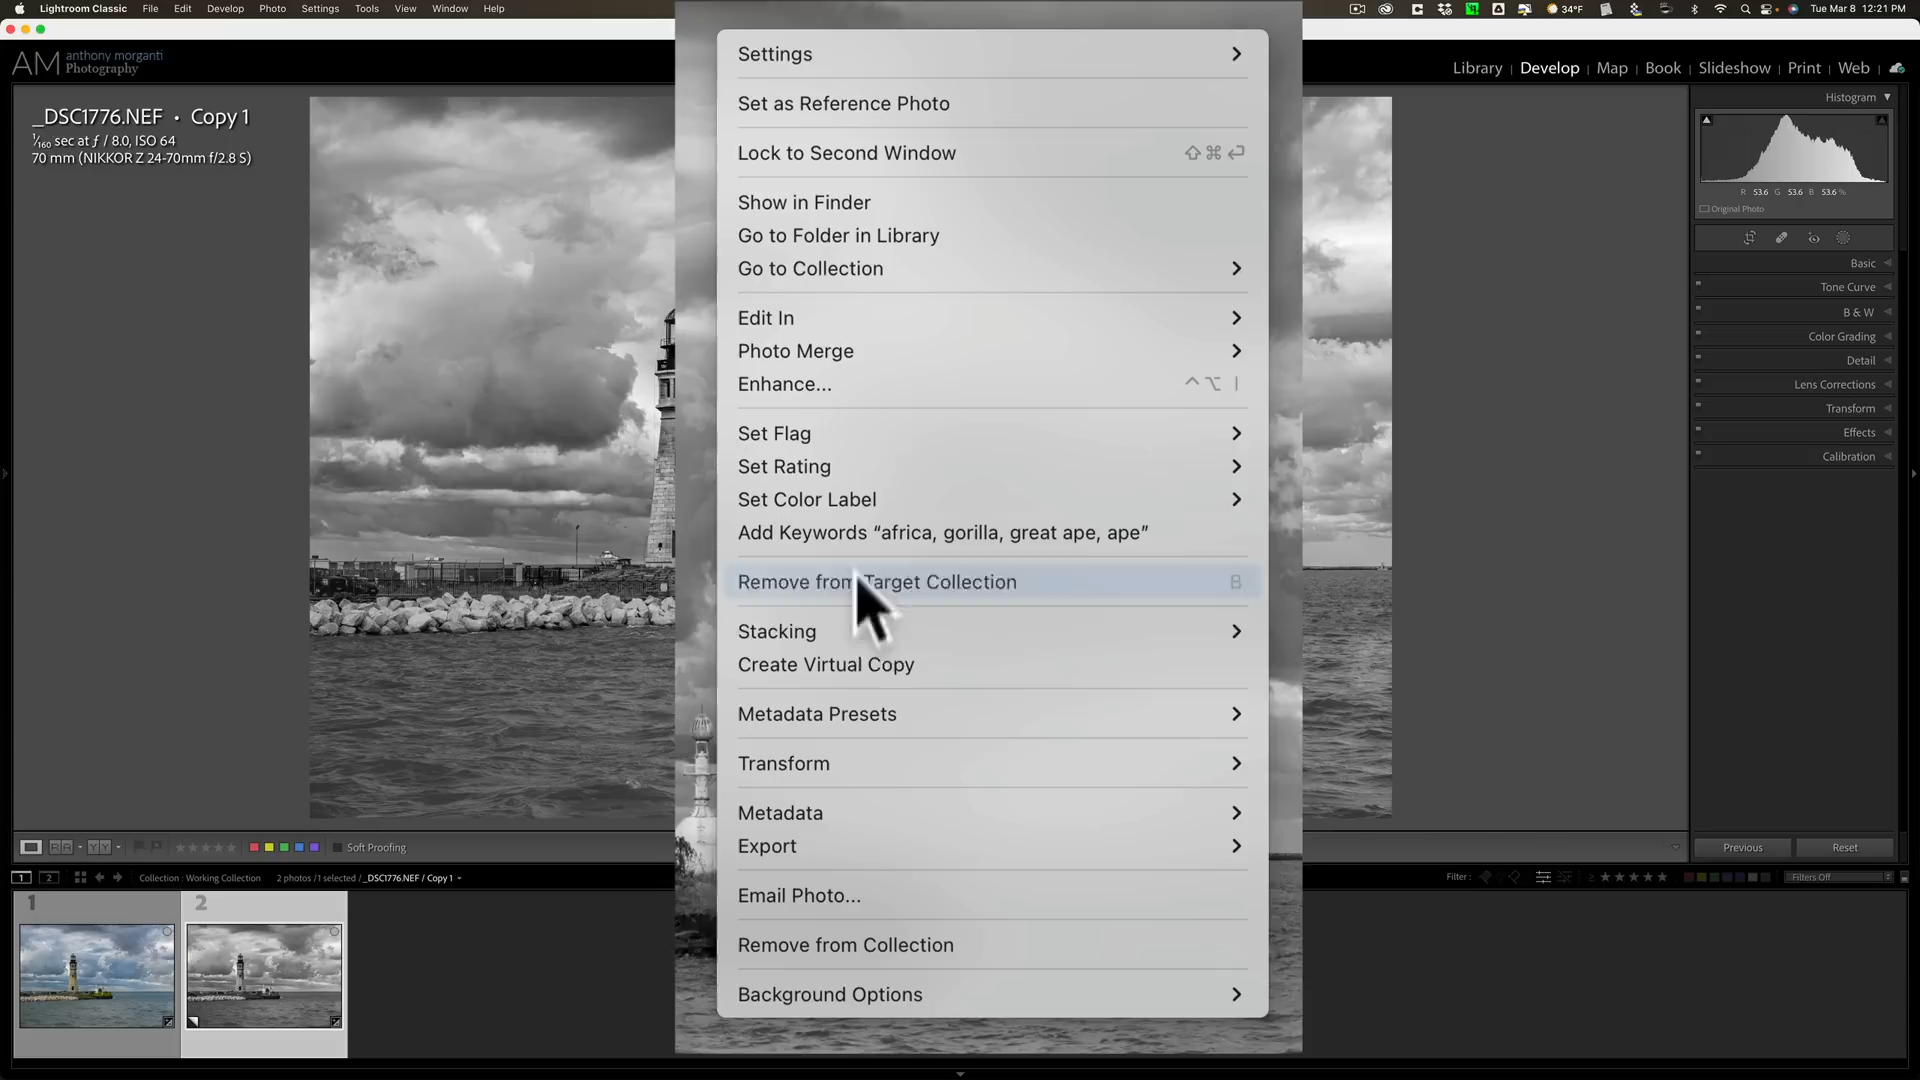 Lightroom Classic File Edit Develop Photo Settings Tools View Window Help
34°F Tue Mar 8 12:21 PM
AM anthony morganti
Photography
Library | Develop | Map | Book | Slideshow | Print | Web
_DSC1776.NEF • Copy 1
1/160 sec at ƒ / 8.0, ISO 64
70 mm (NIKKOR Z 24-70mm f/2.8 S)
Settings
Set as Reference Photo
Lock to Second Window ⇧⌘↩
Show in Finder
Go to Folder in Library
Go to Collection
Edit In
Photo Merge
Enhance... ^⌥ I
Set Flag
Set Rating
Set Color Label
Add Keywords “africa, gorilla, great ape, ape”
Remove from Target Collection B
Stacking
Create Virtual Copy
Metadata Presets
Transform
Metadata
Export
Email Photo...
Remove from Collection
Background Options
Histogram
R 53.6 G 53.6 B 53.6 %
Original Photo
Basic
Tone Curve
B & W
Color Grading
Detail
Lens Corrections
Transform
Effects
Calibration
Previous Reset
RA YY Soft Proofing
1 2 Collection : Working Collection 2 photos / 1 selected / _DSC1776.NEF / Copy 1
Filter : Filters Off
1 2